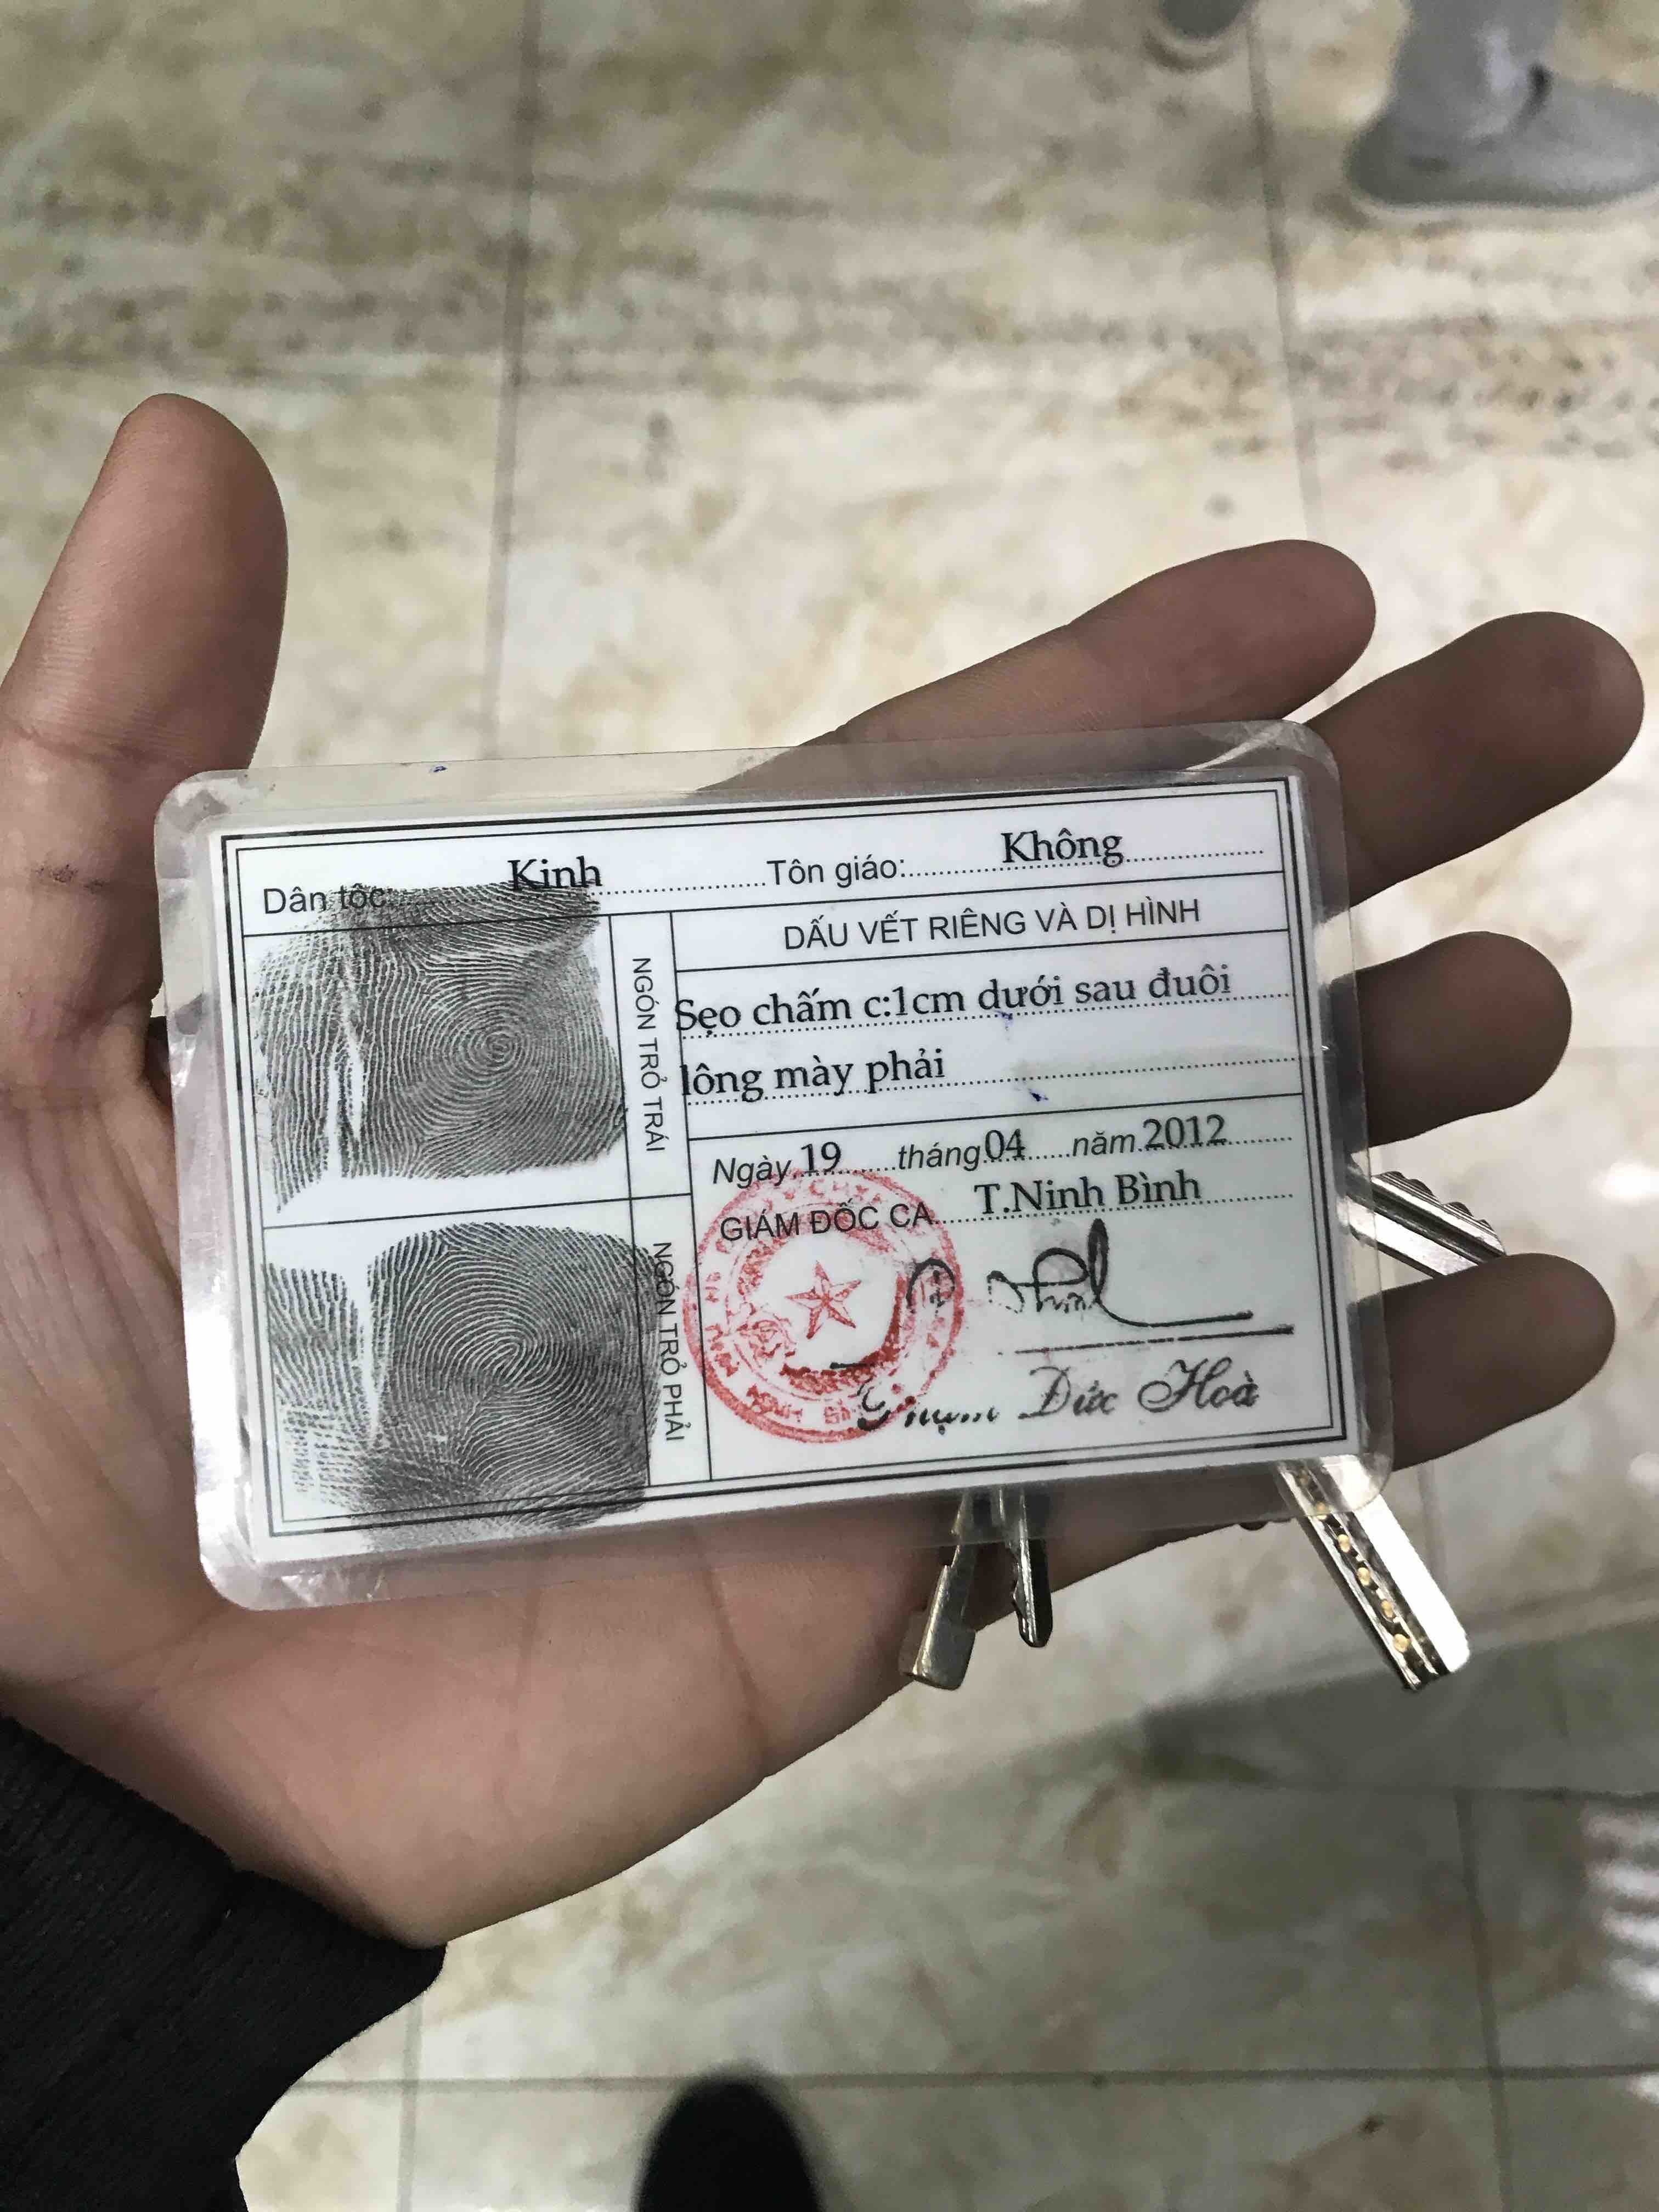 Dân tộc: Kinh Tôn giáo: Không
NGÓN TRỎ TRÁI
NGÓN TRỎ PHẢI
DẤU VẾT RIÊNG VÀ DỊ HÌNH
Sẹo chấm c:1cm dưới sau đuôi
lông mày phải
Ngày 19 tháng 04 năm 2012
GIÁM ĐỐC CA T.Ninh Bình
Phạm Đức Hoà